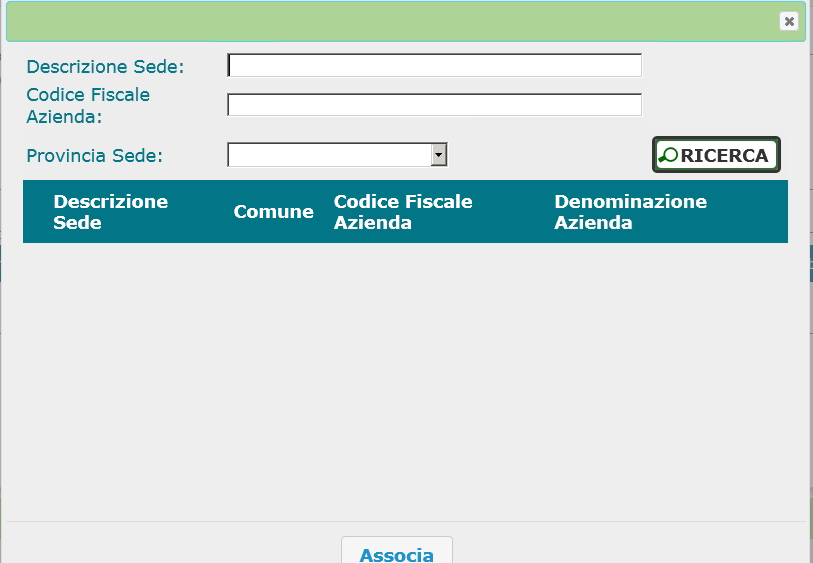 Descrizione Sede:
Codice Fiscale
Azienda:
Provincia Sede:
RICERCA
Descrizione
Sede
Comune
Codice Fiscale
Azienda
Denominazione
Azienda
Associa